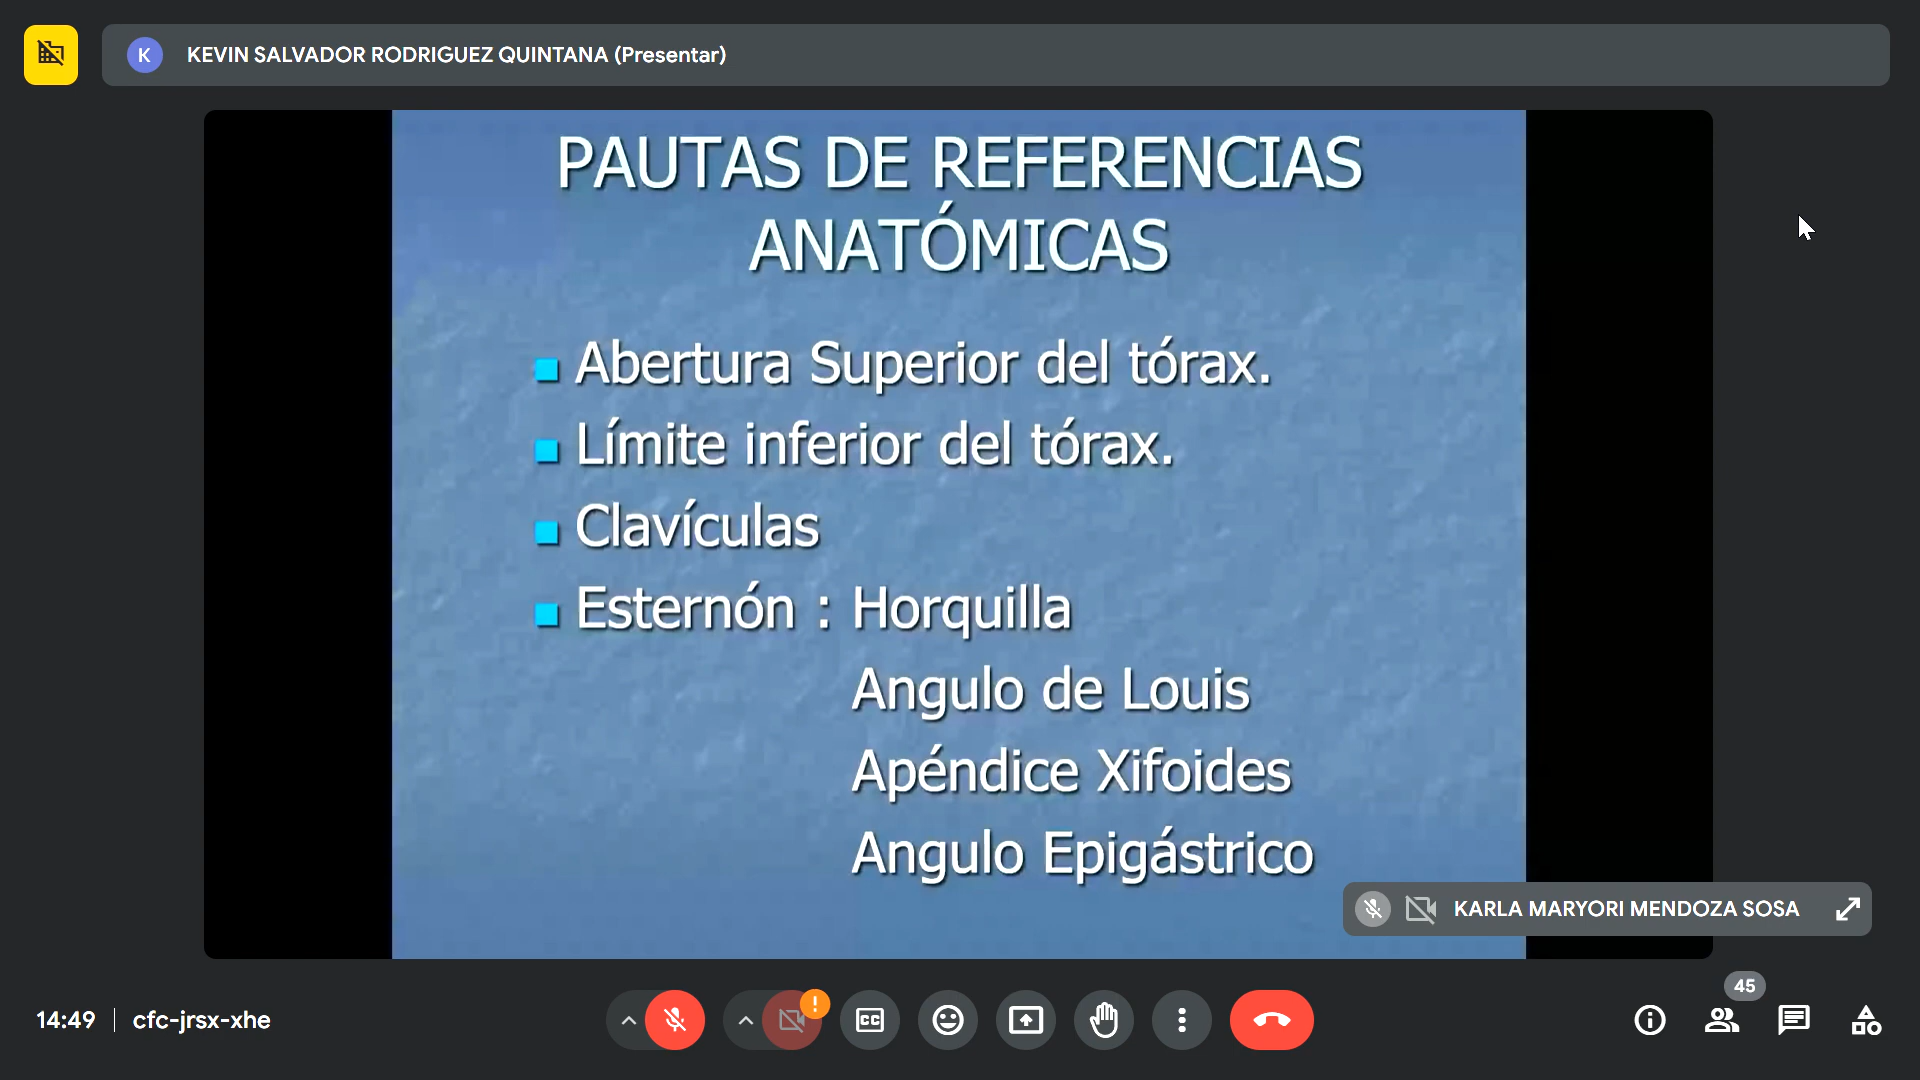 K KEVIN SALVADOR RODRIGUEZ QUINTANA (Presentar)
PAUTAS DE REFERENCIAS
ANATÓMICAS
Abertura Superior del tórax.
Límite inferior del tórax.
Clavículas
Esternón : Horquilla
Angulo de Louis
Apéndice Xifoides
Angulo Epigástrico
KARLA MARYORI MENDOZA SOSA
45
14:49 | cfc-jrsx-xhe
!
CC